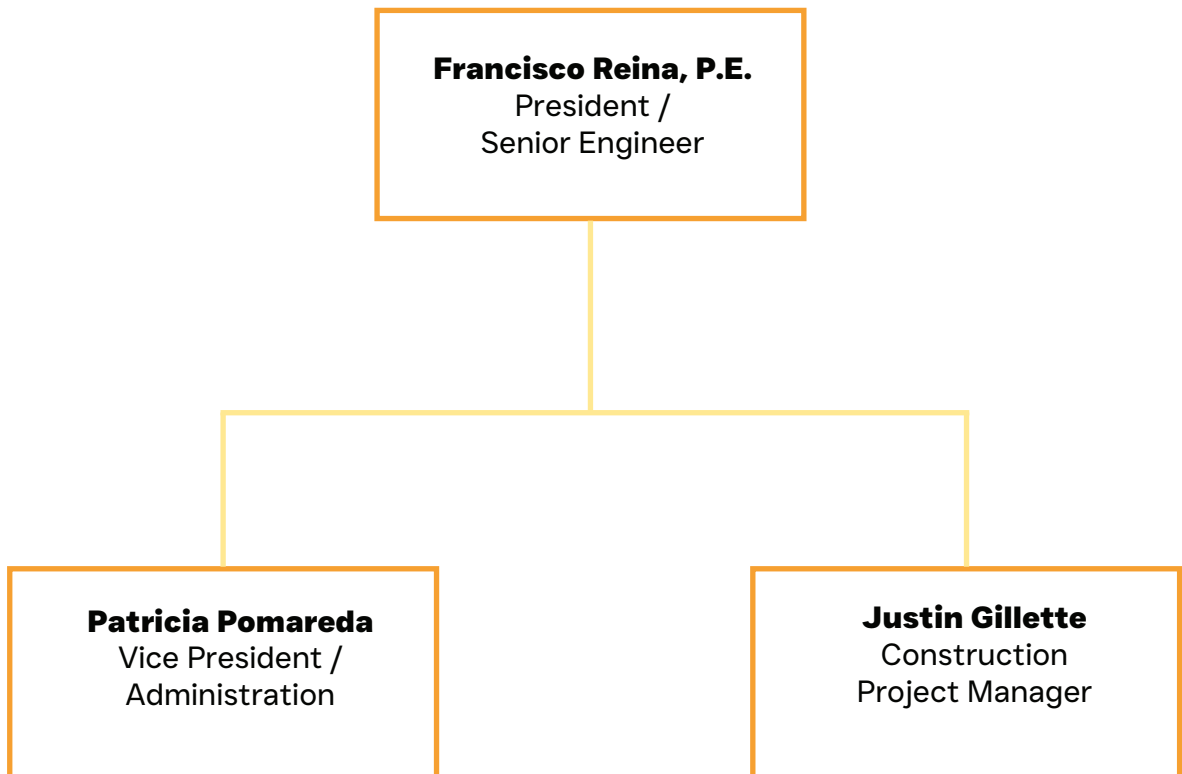 Francisco Reina, P.E.
President /
Senior Engineer
Patricia Pomareda
Vice President /
Administration
Justin Gillette
Construction
Project Manager